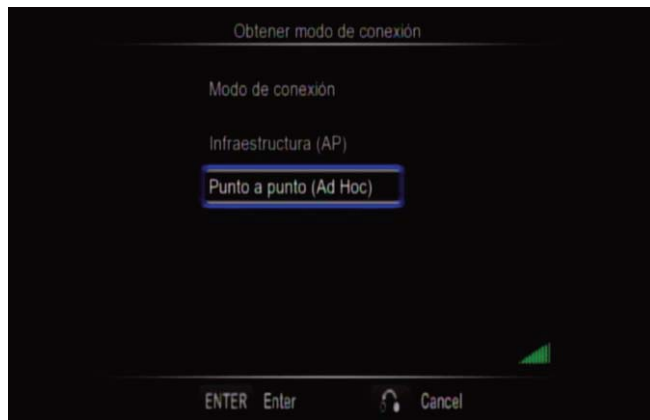 Obtener modo de conexión
Modo de conexión
Infraestructura (AP)
Punto a punto (Ad Hoc)
ENTER Enter Cancel